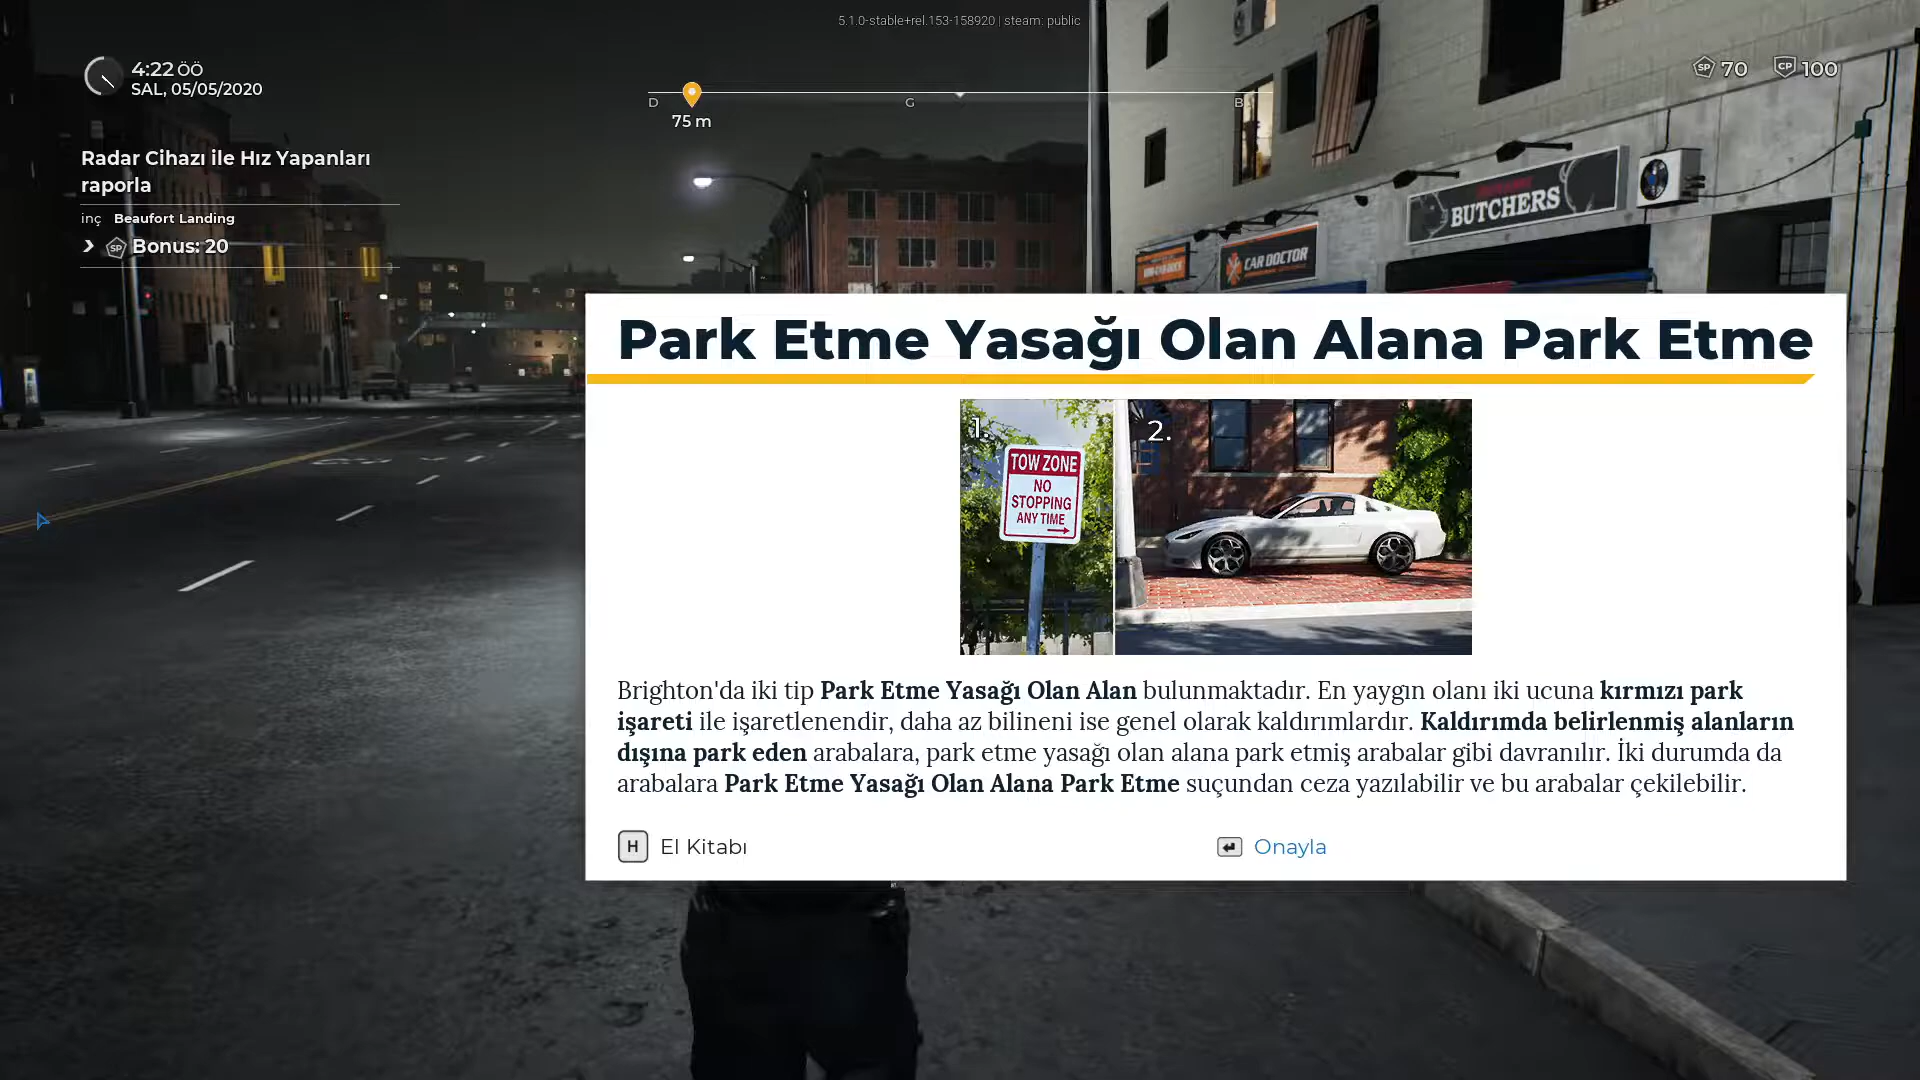 5.1.0-stable+rel.153-158920 | steam: public
4:22 ÖÖ
SAL, 05/05/2020
D G B
75 m
SP 70 CP 100
Radar Cihazı ile Hız Yapanları
raporla
inç Beaufort Landing
SP Bonus: 20
BUTCHERS
CAR DOCTOR
Park Etme Yasağı Olan Alana Park Etme
1.
2.
TOW ZONE
NO
STOPPING
ANY TIME
Brighton'da iki tip Park Etme Yasağı Olan Alan bulunmaktadır. En yaygın olanı iki ucuna kırmızı park
işareti ile işaretlenendir, daha az bilineni ise genel olarak kaldırımlardır. Kaldırımda belirlenmiş alanların
dışına park eden arabalara, park etme yasağı olan alana park etmiş arabalar gibi davranılır. İki durumda da
arabalara Park Etme Yasağı Olan Alana Park Etme suçundan ceza yazılabilir ve bu arabalar çekilebilir.
H El Kitabı
Onayla